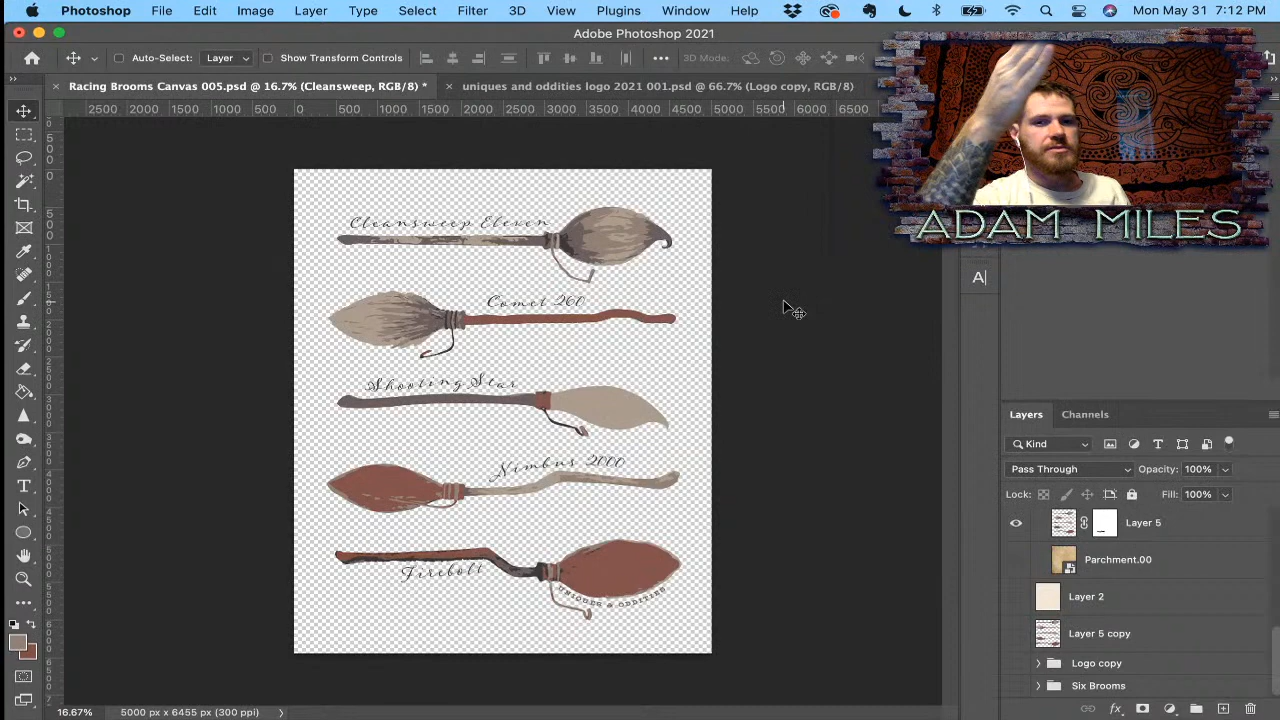 Photoshop File Edit Image Layer Type Select Filter 3D View Plugins Window Help Mon May 31 7:12 PM
Adobe Photoshop 2021
Auto-Select: Layer Show Transform Controls 3D Mode:
Racing Brooms Canvas 005.psd @ 16.7% (Cleansweep, RGB/8) *
uniques and oddities logo 2021 001.psd @ 66.7% (Logo copy, RGB/8)
2500 2000 1500 1000 500 0 500 1000 1500 2000 2500 3000 3500 4000 4500 5000 5500 6000 6500
ADAM MILES
Cleansweep Eleven
Comet 260
Shooting Star
Nimbus 2000
Firebolt
UNIQUES & ODDITIES
A
Layers Channels
Kind
Pass Through Opacity: 100%
Lock: Fill: 100%
Layer 5
Parchment.00
Layer 2
Layer 5 copy
Logo copy
Six Brooms
fx
16.67% 5000 px x 6455 px (300 ppi)